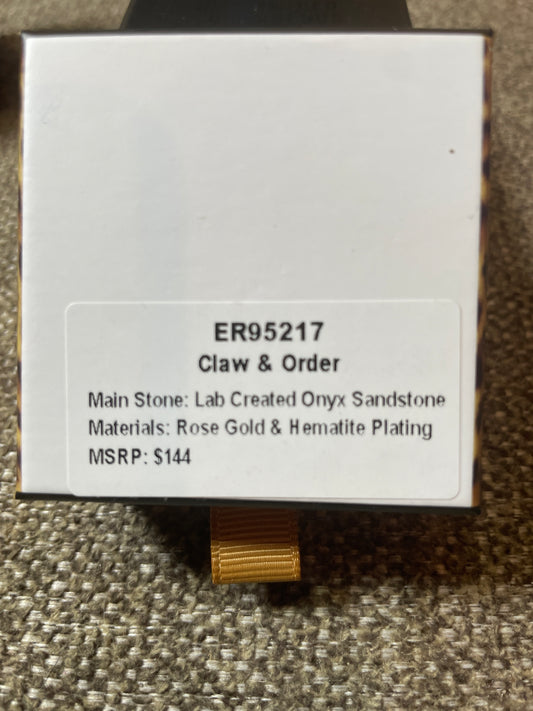 ER95217
Claw & Order
Main Stone: Lab Created Onyx Sandstone
Materials: Rose Gold & Hematite Plating
MSRP: $144